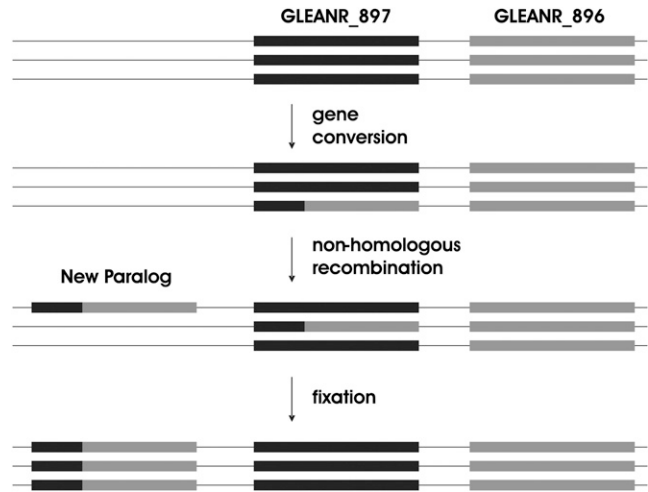 GLEANR_897 GLEANR_896
gene
conversion
non-homologous
recombination
New Paralog
fixation